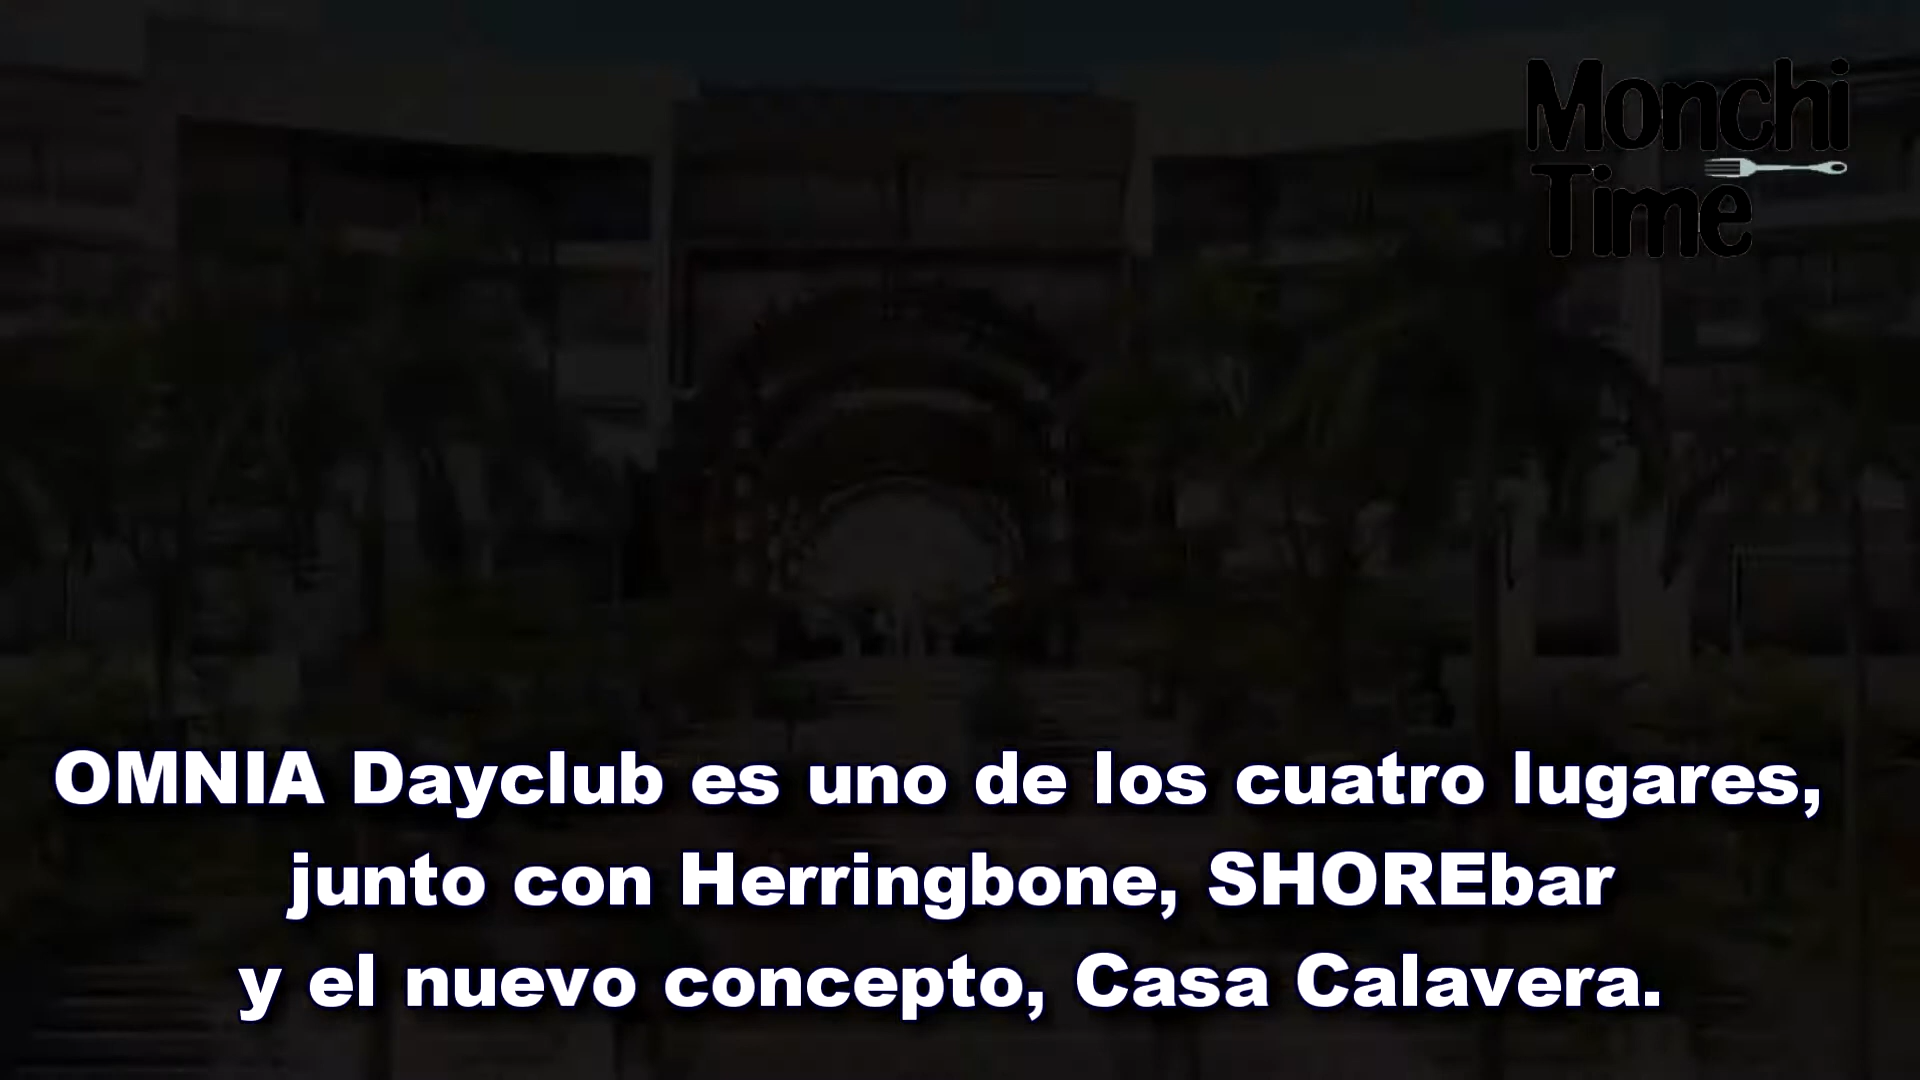 Monchi
Time
OMNIA Dayclub es uno de los cuatro lugares,
junto con Herringbone, SHOREbar
y el nuevo concepto, Casa Calavera.